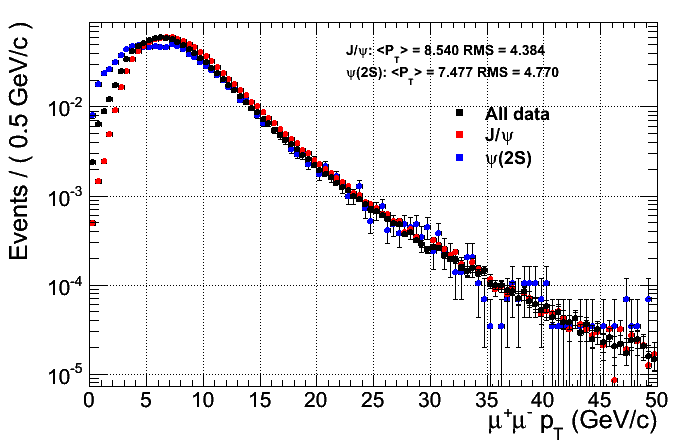 Events / ( 0.5 GeV/c )
J/ψ: <P_T> = 8.540 RMS = 4.384
ψ(2S): <P_T> = 7.477 RMS = 4.770
All data
J/ψ
ψ(2S)
10⁻²
10⁻³
10⁻⁴
10⁻⁵
0 5 10 15 20 25 30 35 40 45 50
μ⁺μ⁻ p_T (GeV/c)